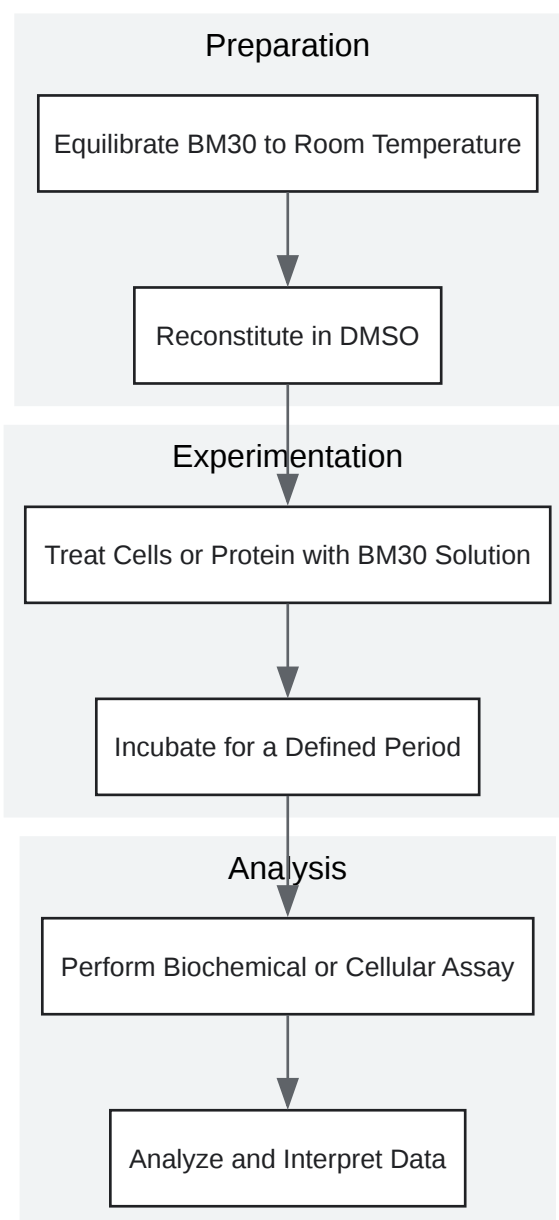 Preparation
Equilibrate BM30 to Room Temperature
Reconstitute in DMSO
Experimentation
Treat Cells or Protein with BM30 Solution
Incubate for a Defined Period
Analysis
Perform Biochemical or Cellular Assay
Analyze and Interpret Data